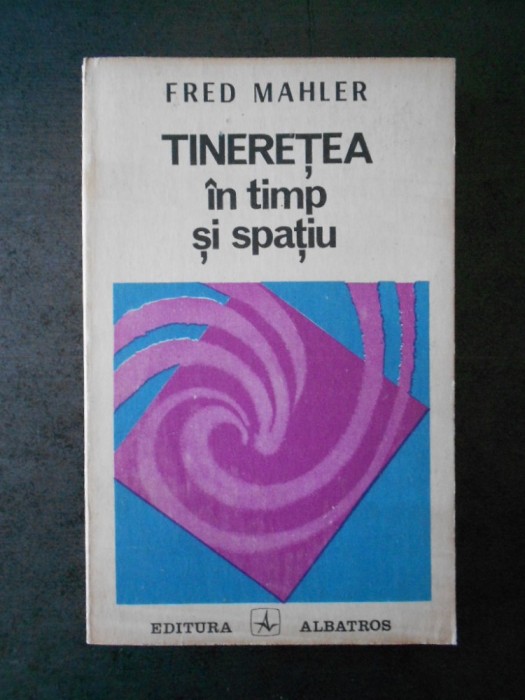 FRED MAHLER
TINEREȚEA
în timp
și spațiu
EDITURA ALBATROS